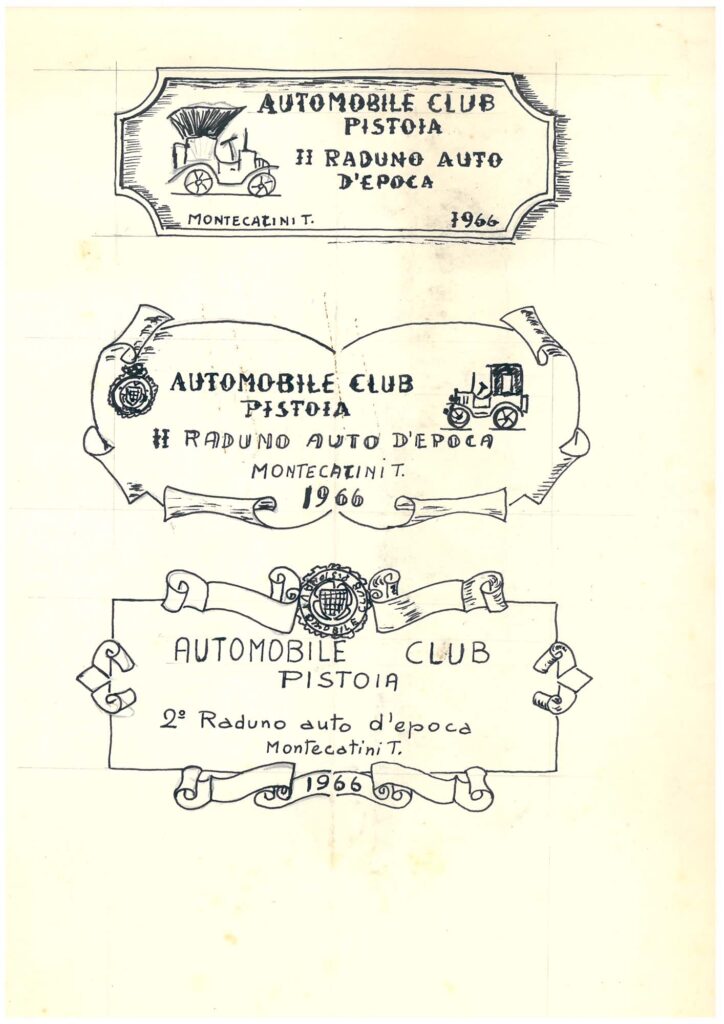 AUTOMOBILE CLUB
PISTOIA
II RADUNO AUTO
D'EPOCA
MONTECATINI T. 1966
AUTOMOBILE CLUB
PISTOIA
II RADUNO AUTO D'EPOCA
MONTECATINI T.
1966
AUTOMOBILE CLUB
PISTOIA
2º Raduno auto d'epoca
Montecatini T.
1966